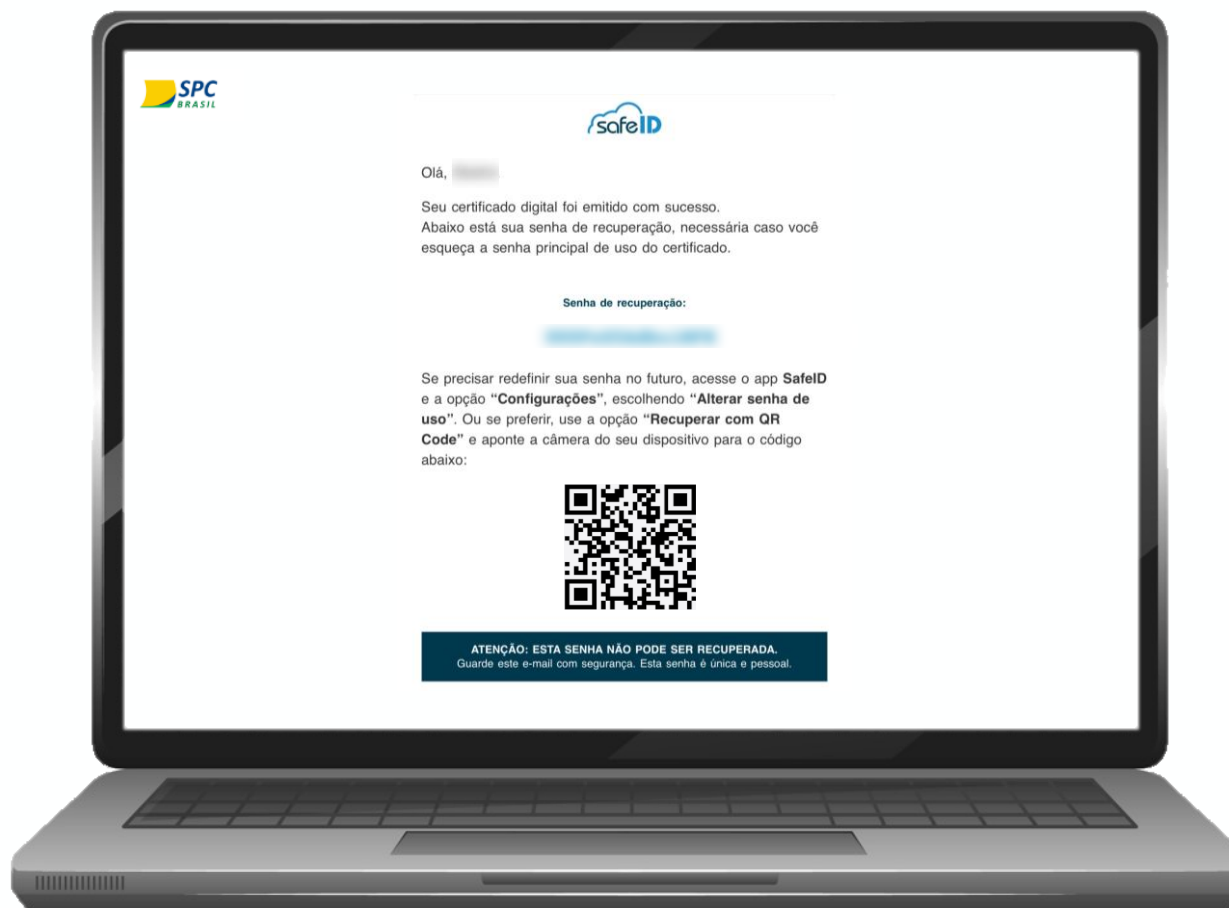 SPC
BRASIL
safeID
Olá,
Seu certificado digital foi emitido com sucesso.
Abaixo está sua senha de recuperação, necessária caso você
esqueça a senha principal de uso do certificado.
Senha de recuperação:
Se precisar redefinir sua senha no futuro, acesse o app SafeID
e a opção “Configurações”, escolhendo “Alterar senha de
uso”. Ou se preferir, use a opção “Recuperar com QR
Code” e aponte a câmera do seu dispositivo para o código
abaixo:
ATENÇÃO: ESTA SENHA NÃO PODE SER RECUPERADA.
Guarde este e-mail com segurança. Esta senha é única e pessoal.